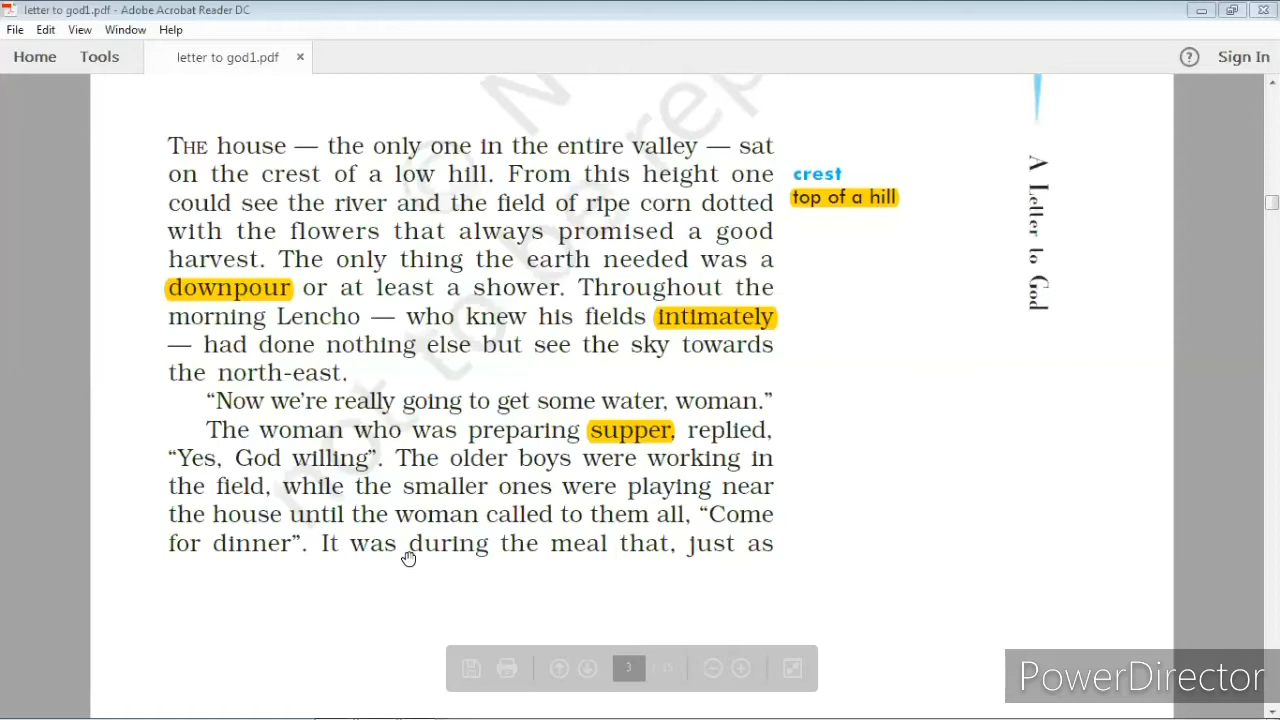 letter to god1.pdf - Adobe Acrobat Reader DC
File Edit View Window Help
Home Tools letter to god1.pdf × ? Sign In
© N
not to be rep
THE house — the only one in the entire valley — sat
on the crest of a low hill. From this height one
could see the river and the field of ripe corn dotted
with the flowers that always promised a good
harvest. The only thing the earth needed was a
downpour or at least a shower. Throughout the
morning Lencho — who knew his fields intimately
— had done nothing else but see the sky towards
the north-east.
“Now we're really going to get some water, woman.”
The woman who was preparing supper, replied,
“Yes, God willing”. The older boys were working in
the field, while the smaller ones were playing near
the house until the woman called to them all, “Come
for dinner”. It was during the meal that, just as
crest
top of a hill
A Letter to God
3 / 15
PowerDirector